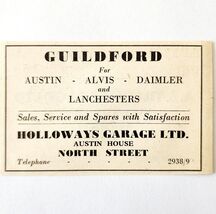 GUILDFORD
For
AUSTIN - ALVIS - DAIMLER
and
LANCHESTERS
Sales, Service and Spares with Satisfaction
HOLLOWAYS GARAGE LTD.
AUSTIN HOUSE
NORTH STREET
Telephone - - - - - 2938/9